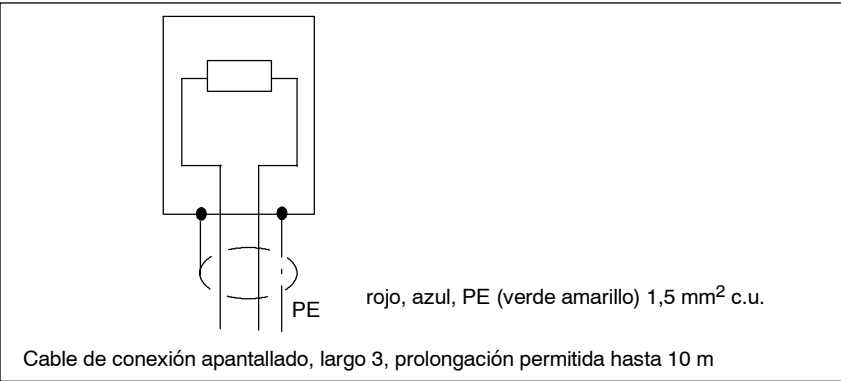 PE
rojo, azul, PE (verde amarillo) 1,5 mm² c.u.
Cable de conexión apantallado, largo 3, prolongación permitida hasta 10 m